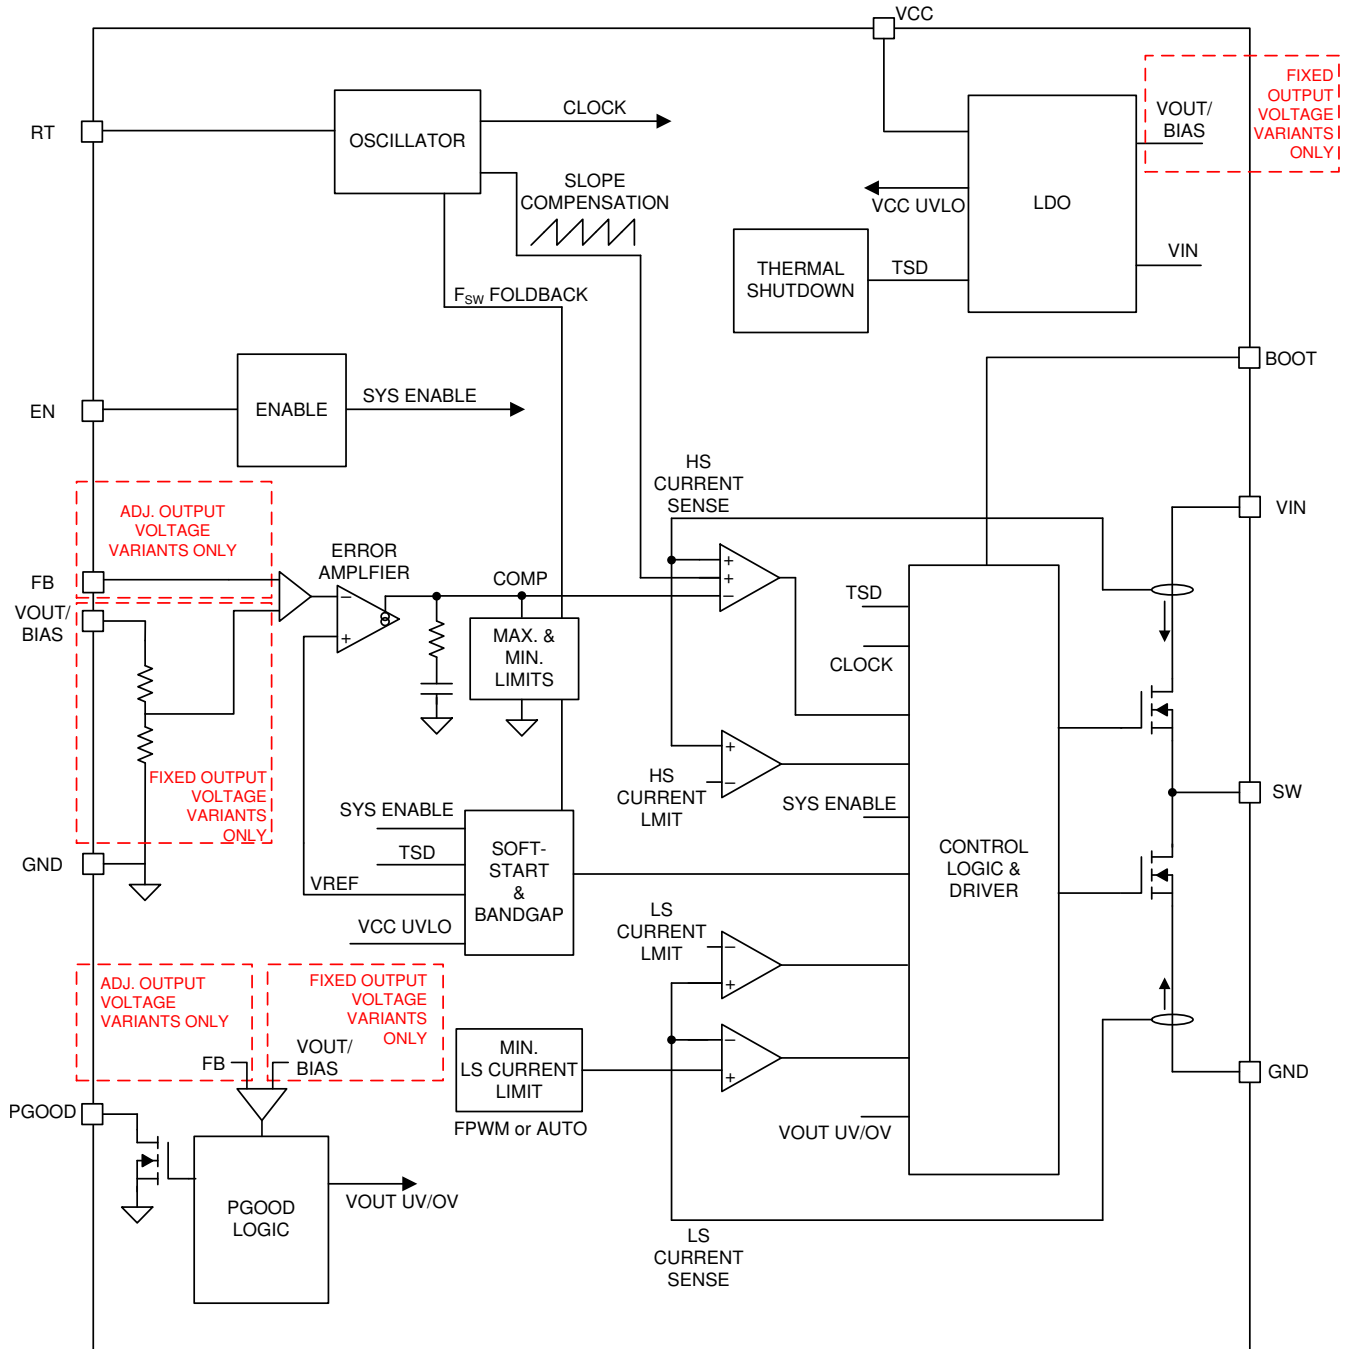 VCC
RT
OSCILLATOR
CLOCK
SLOPE
COMPENSATION
FSW FOLDBACK
LDO
VOUT/
BIAS
FIXED
OUTPUT
VOLTAGE
VARIANTS
ONLY
VCC UVLO
VIN
THERMAL
SHUTDOWN
TSD
BOOT
EN
ENABLE
SYS ENABLE
HS
CURRENT
SENSE
VIN
ADJ. OUTPUT
VOLTAGE
VARIANTS ONLY
FB
VOUT/
BIAS
ERROR
AMPLFIER
COMP
MAX. &
MIN.
LIMITS
TSD
CLOCK
FIXED OUTPUT
VOLTAGE
VARIANTS
ONLY
HS
CURRENT
LMIT
SYS ENABLE
SW
GND
SYS ENABLE
TSD
VREF
VCC UVLO
SOFT-
START
&
BANDGAP
CONTROL
LOGIC &
DRIVER
LS
CURRENT
LMIT
ADJ. OUTPUT
VOLTAGE
VARIANTS ONLY
FIXED OUTPUT
VOLTAGE
VARIANTS
ONLY
FB
VOUT/
BIAS
MIN.
LS CURRENT
LIMIT
FPWM or AUTO
GND
PGOOD
VOUT UV/OV
PGOOD
LOGIC
VOUT UV/OV
LS
CURRENT
SENSE